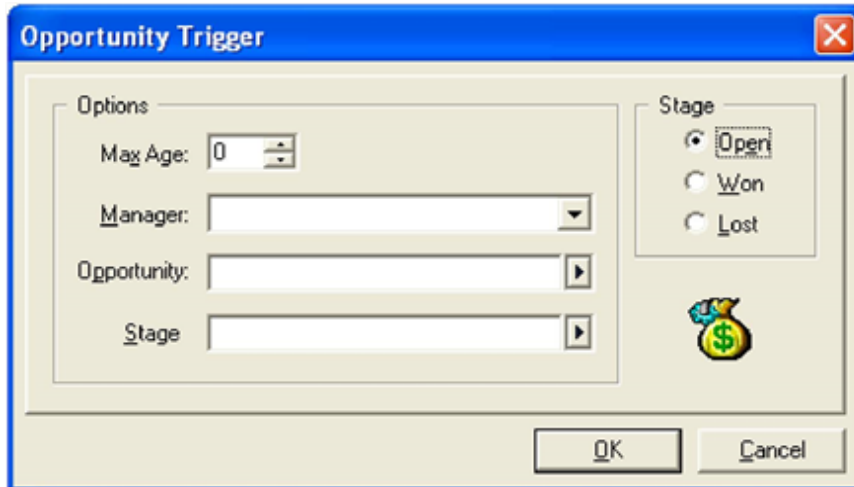 Opportunity Trigger
Options
Max Age: 0
Manager:
Opportunity:
Stage
Stage
Open
Won
Lost
$
OK
Cancel